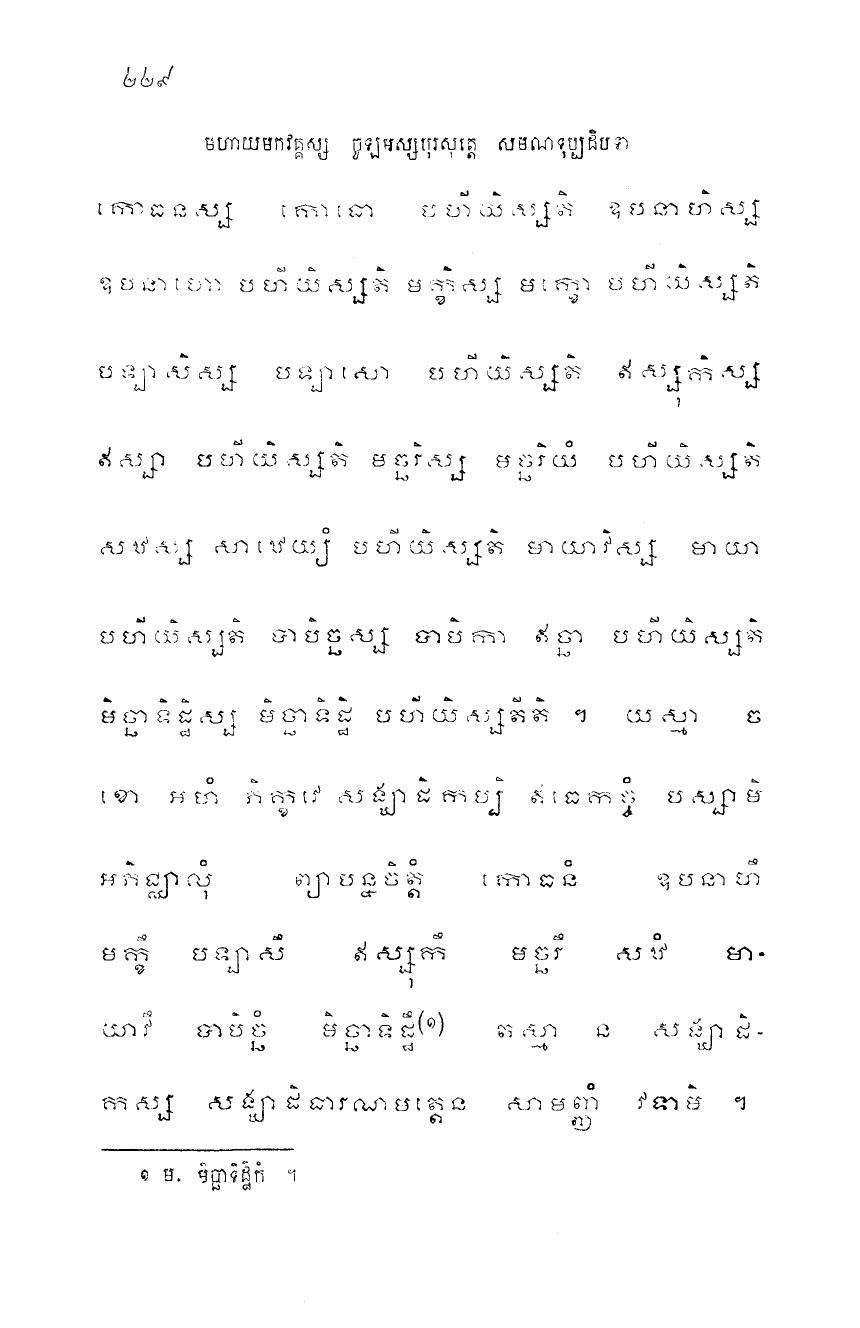 ២២៩
មហាយមកវគ្គស្ស ចូឡអស្សបុរសុត្តេ សមណទុប្បដិបទា
កោធនស្ស កោធោ បហីយិស្សតិ ឧបនាហិស្ស
ឧបនាហោ បហីយិស្សតិ មក្ខិស្ស មក្ខោ បហីយិស្សតិ
បឡាសិស្ស បឡាសោ បហីយិស្សតិ ឥស្សុកិស្ស
ឥស្សា បហីយិស្សតិ មច្ឆរិស្ស មច្ឆរិយំ បហីយិស្សតិ
សឋស្ស សាឋេយ្យំ បហីយិស្សតិ មាយាវិស្ស មាយា
បហីយិស្សតិ បាបិច្ឆស្ស បាបិកា ឥច្ឆា បហីយិស្សតិ
មិច្ឆាទិដ្ឋិស្ស មិច្ឆាទិដ្ឋិ បហីយិស្សតីតិ ។ យស្មា ច
ខោ អហំ ភិក្ខវេ សង្ឃាដិកម្បិ ឥធេកច្ចំ បស្សាមិ
អភិជ្ឈាលុំ ព្យាបន្នចិត្តំ កោធនំ ឧបនាហឹ
មក្ខឹ បឡាសឹ ឥស្សុកឹ មច្ឆរឹ សឋំ មា-
យាវឹ បាបិច្ឆំ មិច្ឆាទិដ្ឋឹ(១) តស្មា ន សង្ឃាដិ-
កស្ស សង្ឃាដិធារណមត្តេន សាមញ្ញំ វទាមិ ។
១ ម. មិច្ឆាទិដ្ឋិកំ ។